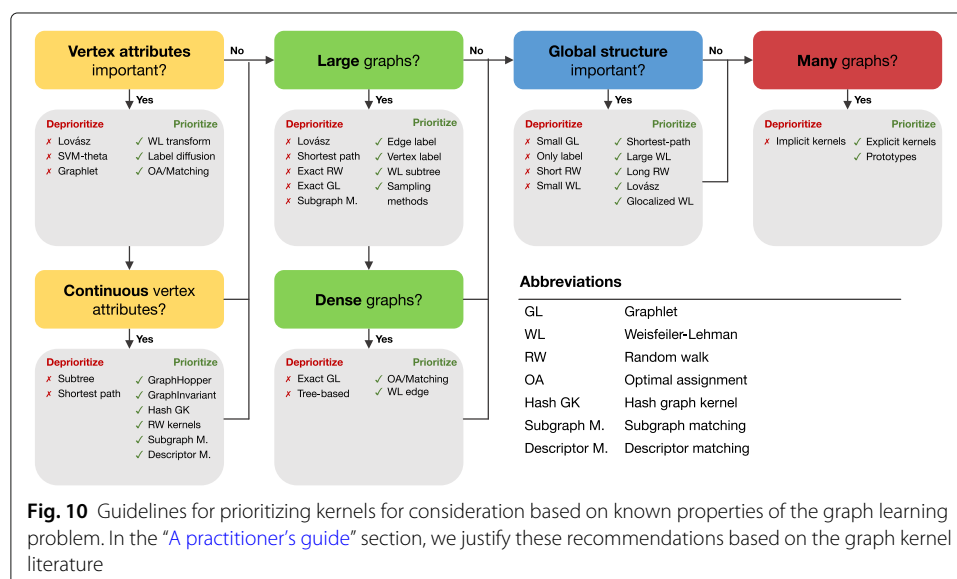 Vertex attributes
important?
No
Yes
Deprioritize
✗ Lovász
✗ SVM-theta
✗ Graphlet
Prioritize
✓ WL transform
✓ Label diffusion
✓ OA/Matching
Continuous vertex
attributes?
Yes
Deprioritize
✗ Subtree
✗ Shortest path
Prioritize
✓ GraphHopper
✓ GraphInvariant
✓ Hash GK
✓ RW kernels
✓ Subgraph M.
✓ Descriptor M.
Large graphs?
No
Yes
Deprioritize
✗ Lovász
✗ Shortest path
✗ Exact RW
✗ Exact GL
✗ Subgraph M.
Prioritize
✓ Edge label
✓ Vertex label
✓ WL subtree
✓ Sampling
methods
Dense graphs?
Yes
Deprioritize
✗ Exact GL
✗ Tree-based
Prioritize
✓ OA/Matching
✓ WL edge
Global structure
important?
No
Yes
Deprioritize
✗ Small GL
✗ Only label
✗ Short RW
✗ Small WL
Prioritize
✓ Shortest-path
✓ Large WL
✓ Long RW
✓ Lovász
✓ Glocalized WL
Many graphs?
Yes
Deprioritize
✗ Implicit kernels
Prioritize
✓ Explicit kernels
✓ Prototypes
Abbreviations
GL Graphlet
WL Weisfeiler-Lehman
RW Random walk
OA Optimal assignment
Hash GK Hash graph kernel
Subgraph M. Subgraph matching
Descriptor M. Descriptor matching
Fig. 10 Guidelines for prioritizing kernels for consideration based on known properties of the graph learning
problem. In the “A practitioner’s guide” section, we justify these recommendations based on the graph kernel
literature